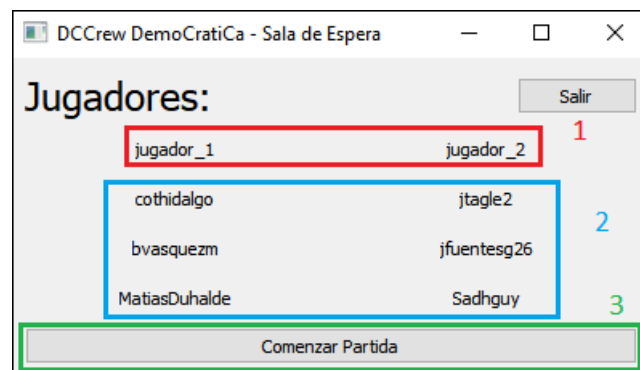 DCCrew DemoCratiCa - Sala de Espera
Jugadores:
Salir
1
jugador_1 jugador_2
cothidalgo jtagle2
2
bvasquezm jfuentesg26
MatiasDuhalde Sadhguy
3
Comenzar Partida